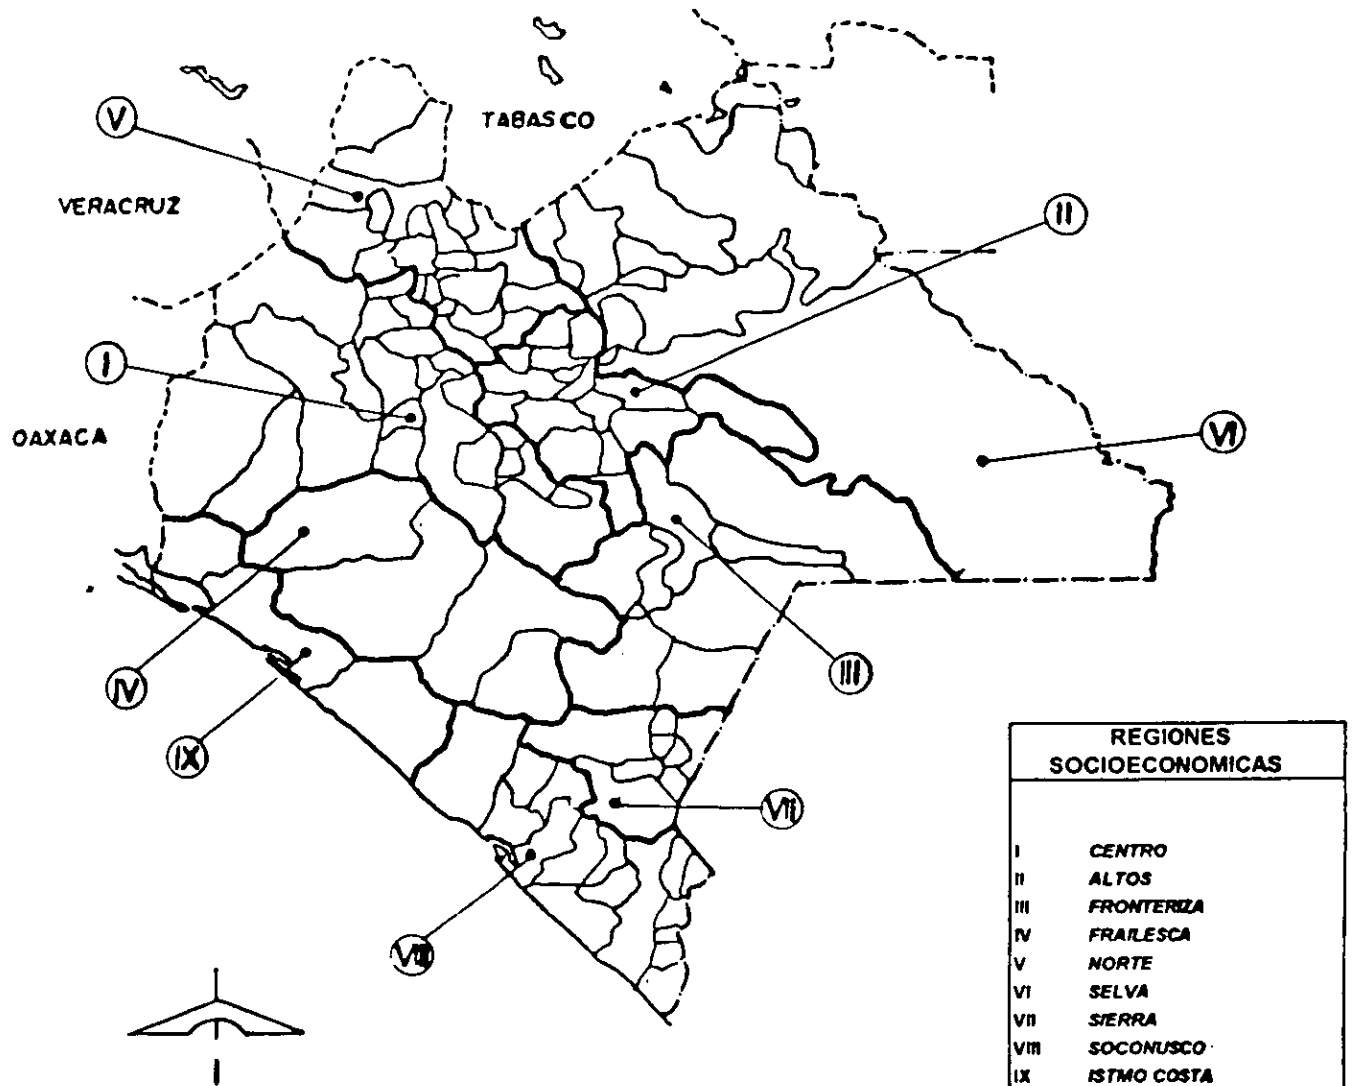 TABASCO
V
VERACRUZ
II
I
OAXACA
VI
III
IV
IX
VII
VIII
REGIONES
SOCIOECONOMICAS
I CENTRO
II ALTOS
III FRONTERIZA
IV FRAILESCA
V NORTE
VI SELVA
VII SIERRA
VIII SOCONUSCO
IX ISTMO COSTA